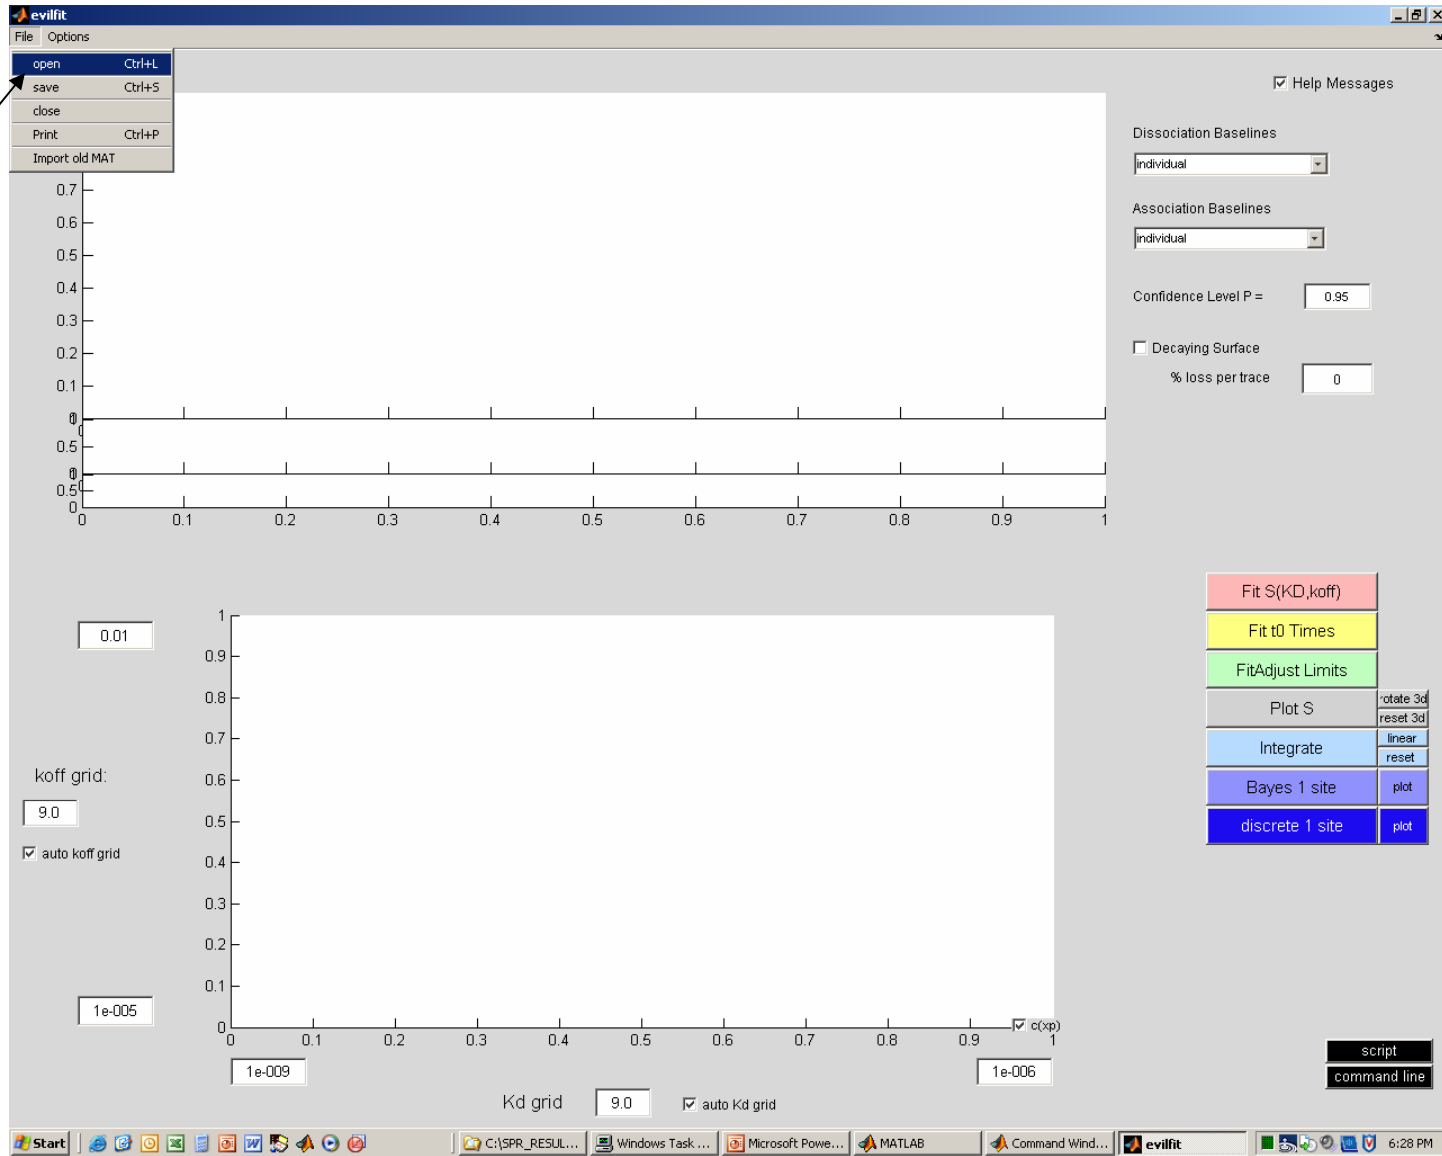 evilfit
File Options
open Ctrl+L
save Ctrl+S
close
Print Ctrl+P
Import old MAT
Help Messages
Dissociation Baselines
individual
Association Baselines
individual
Confidence Level P = 0.95
Decaying Surface
% loss per trace 0
0.7
0.6
0.5
0.4
0.3
0.2
0.1
0.5
0.5
0
0 0.1 0.2 0.3 0.4 0.5 0.6 0.7 0.8 0.9 1
Fit S(KD,koff)
Fit t0 Times
FitAdjust Limits
Plot S
rotate 3d
reset 3d
Integrate
linear
reset
Bayes 1 site plot
discrete 1 site plot
0.01
koff grid:
9.0
auto koff grid
1e-005
1
0.9
0.8
0.7
0.6
0.5
0.4
0.3
0.2
0.1
0
0 0.1 0.2 0.3 0.4 0.5 0.6 0.7 0.8 0.9 1
c(xp)
1e-009 1e-006
Kd grid 9.0 auto Kd grid
script
command line
Start C:\SPR_RESUL... Windows Task ... Microsoft Powe... MATLAB Command Wind... evilfit 6:28 PM